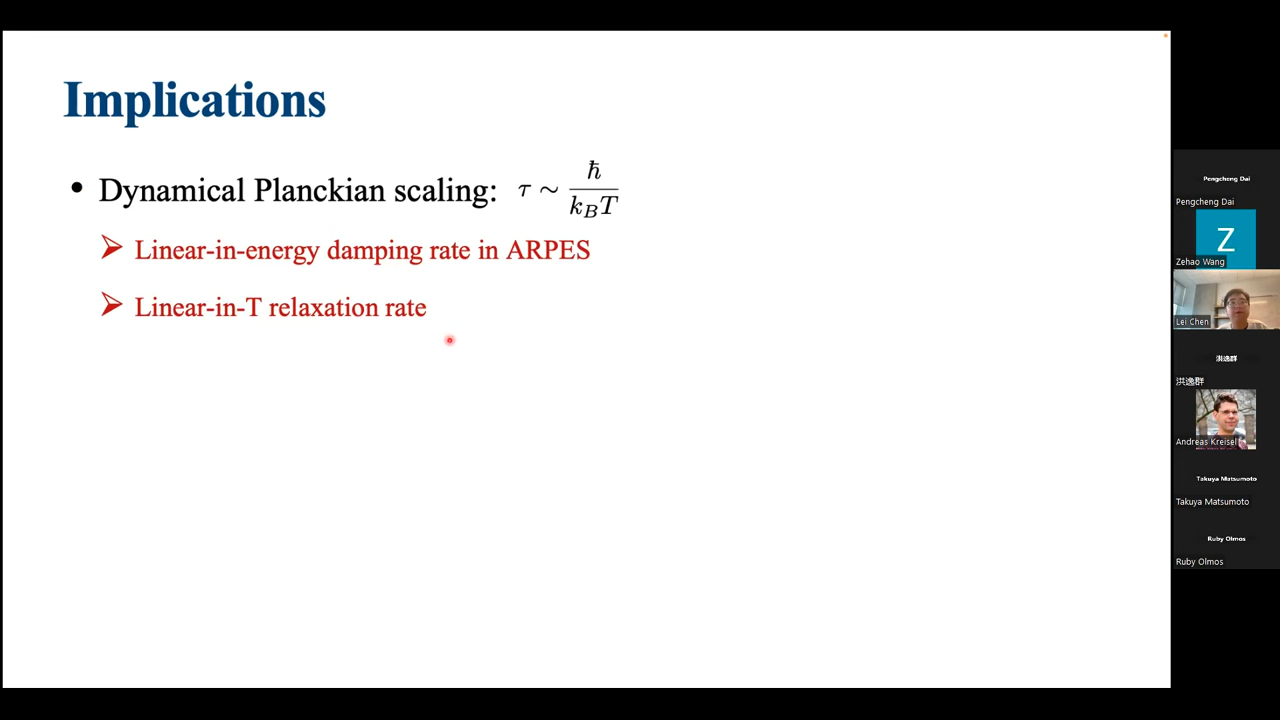 Implications
• Dynamical Planckian scaling: τ ∼ ħ / k_B T
➢ Linear-in-energy damping rate in ARPES
➢ Linear-in-T relaxation rate
Pengcheng Dai
Pengcheng Dai
Z
Zehao Wang
Lei Chen
洪逸群
洪逸群
Andreas Kreisel
Takuya Matsumoto
Takuya Matsumoto
Ruby Olmos
Ruby Olmos